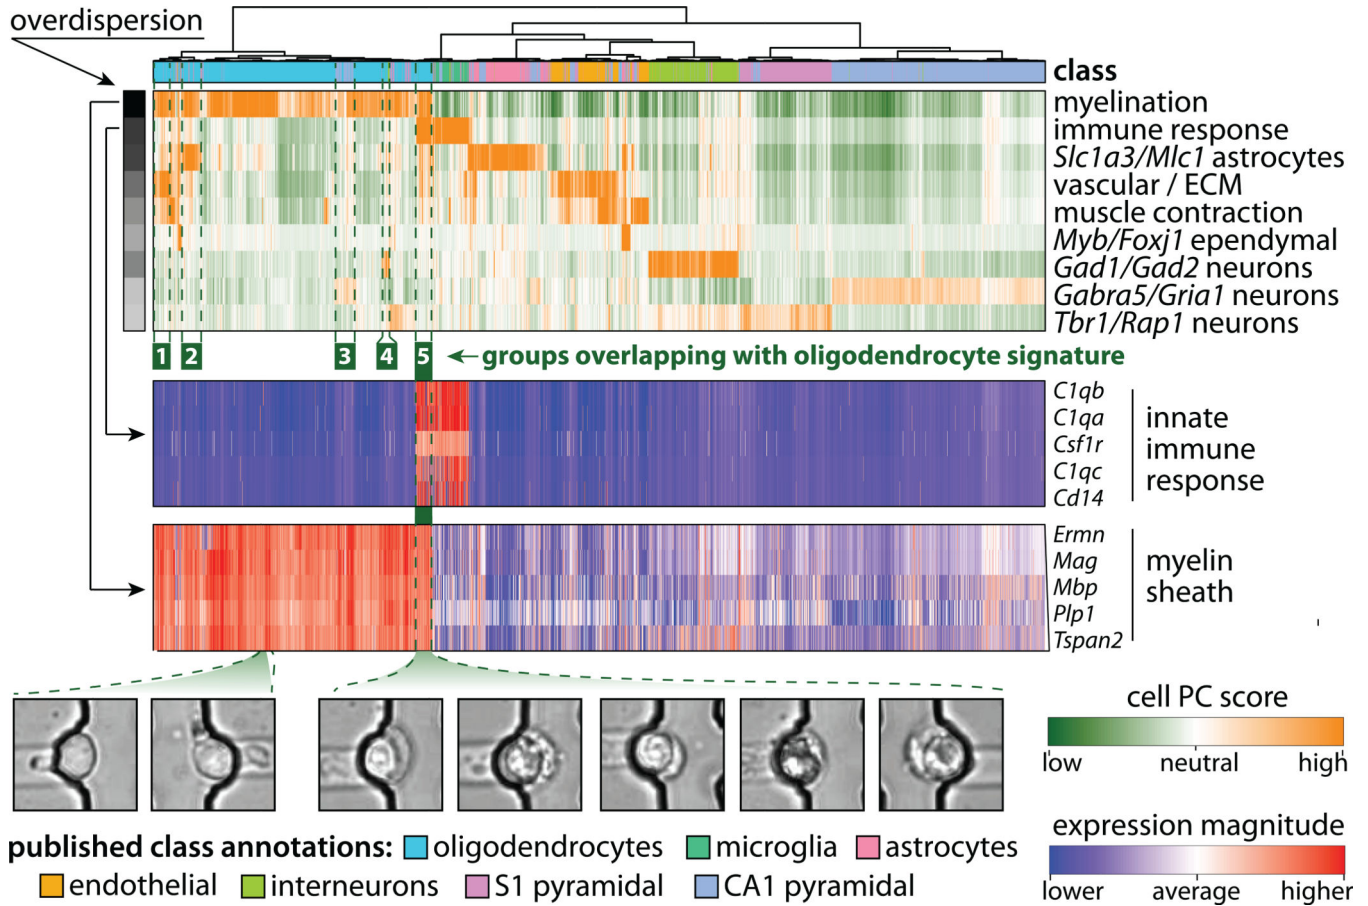 overdispersion
class
myelination
immune response
Slc1a3/Mlc1 astrocytes
vascular / ECM
muscle contraction
Myb/Foxj1 ependymal
Gad1/Gad2 neurons
Gabra5/Gria1 neurons
Tbr1/Rap1 neurons
1 2 3 4 5 ←groups overlapping with oligodendrocyte signature
C1qb
C1qa
Csf1r
C1qc
Cd14
innate
immune
response
Ermn
Mag
Mbp
Plp1
Tspan2
myelin
sheath
cell PC score
low neutral high
expression magnitude
lower average higher
published class annotations: oligodendrocytes microglia astrocytes
endothelial interneurons S1 pyramidal CA1 pyramidal